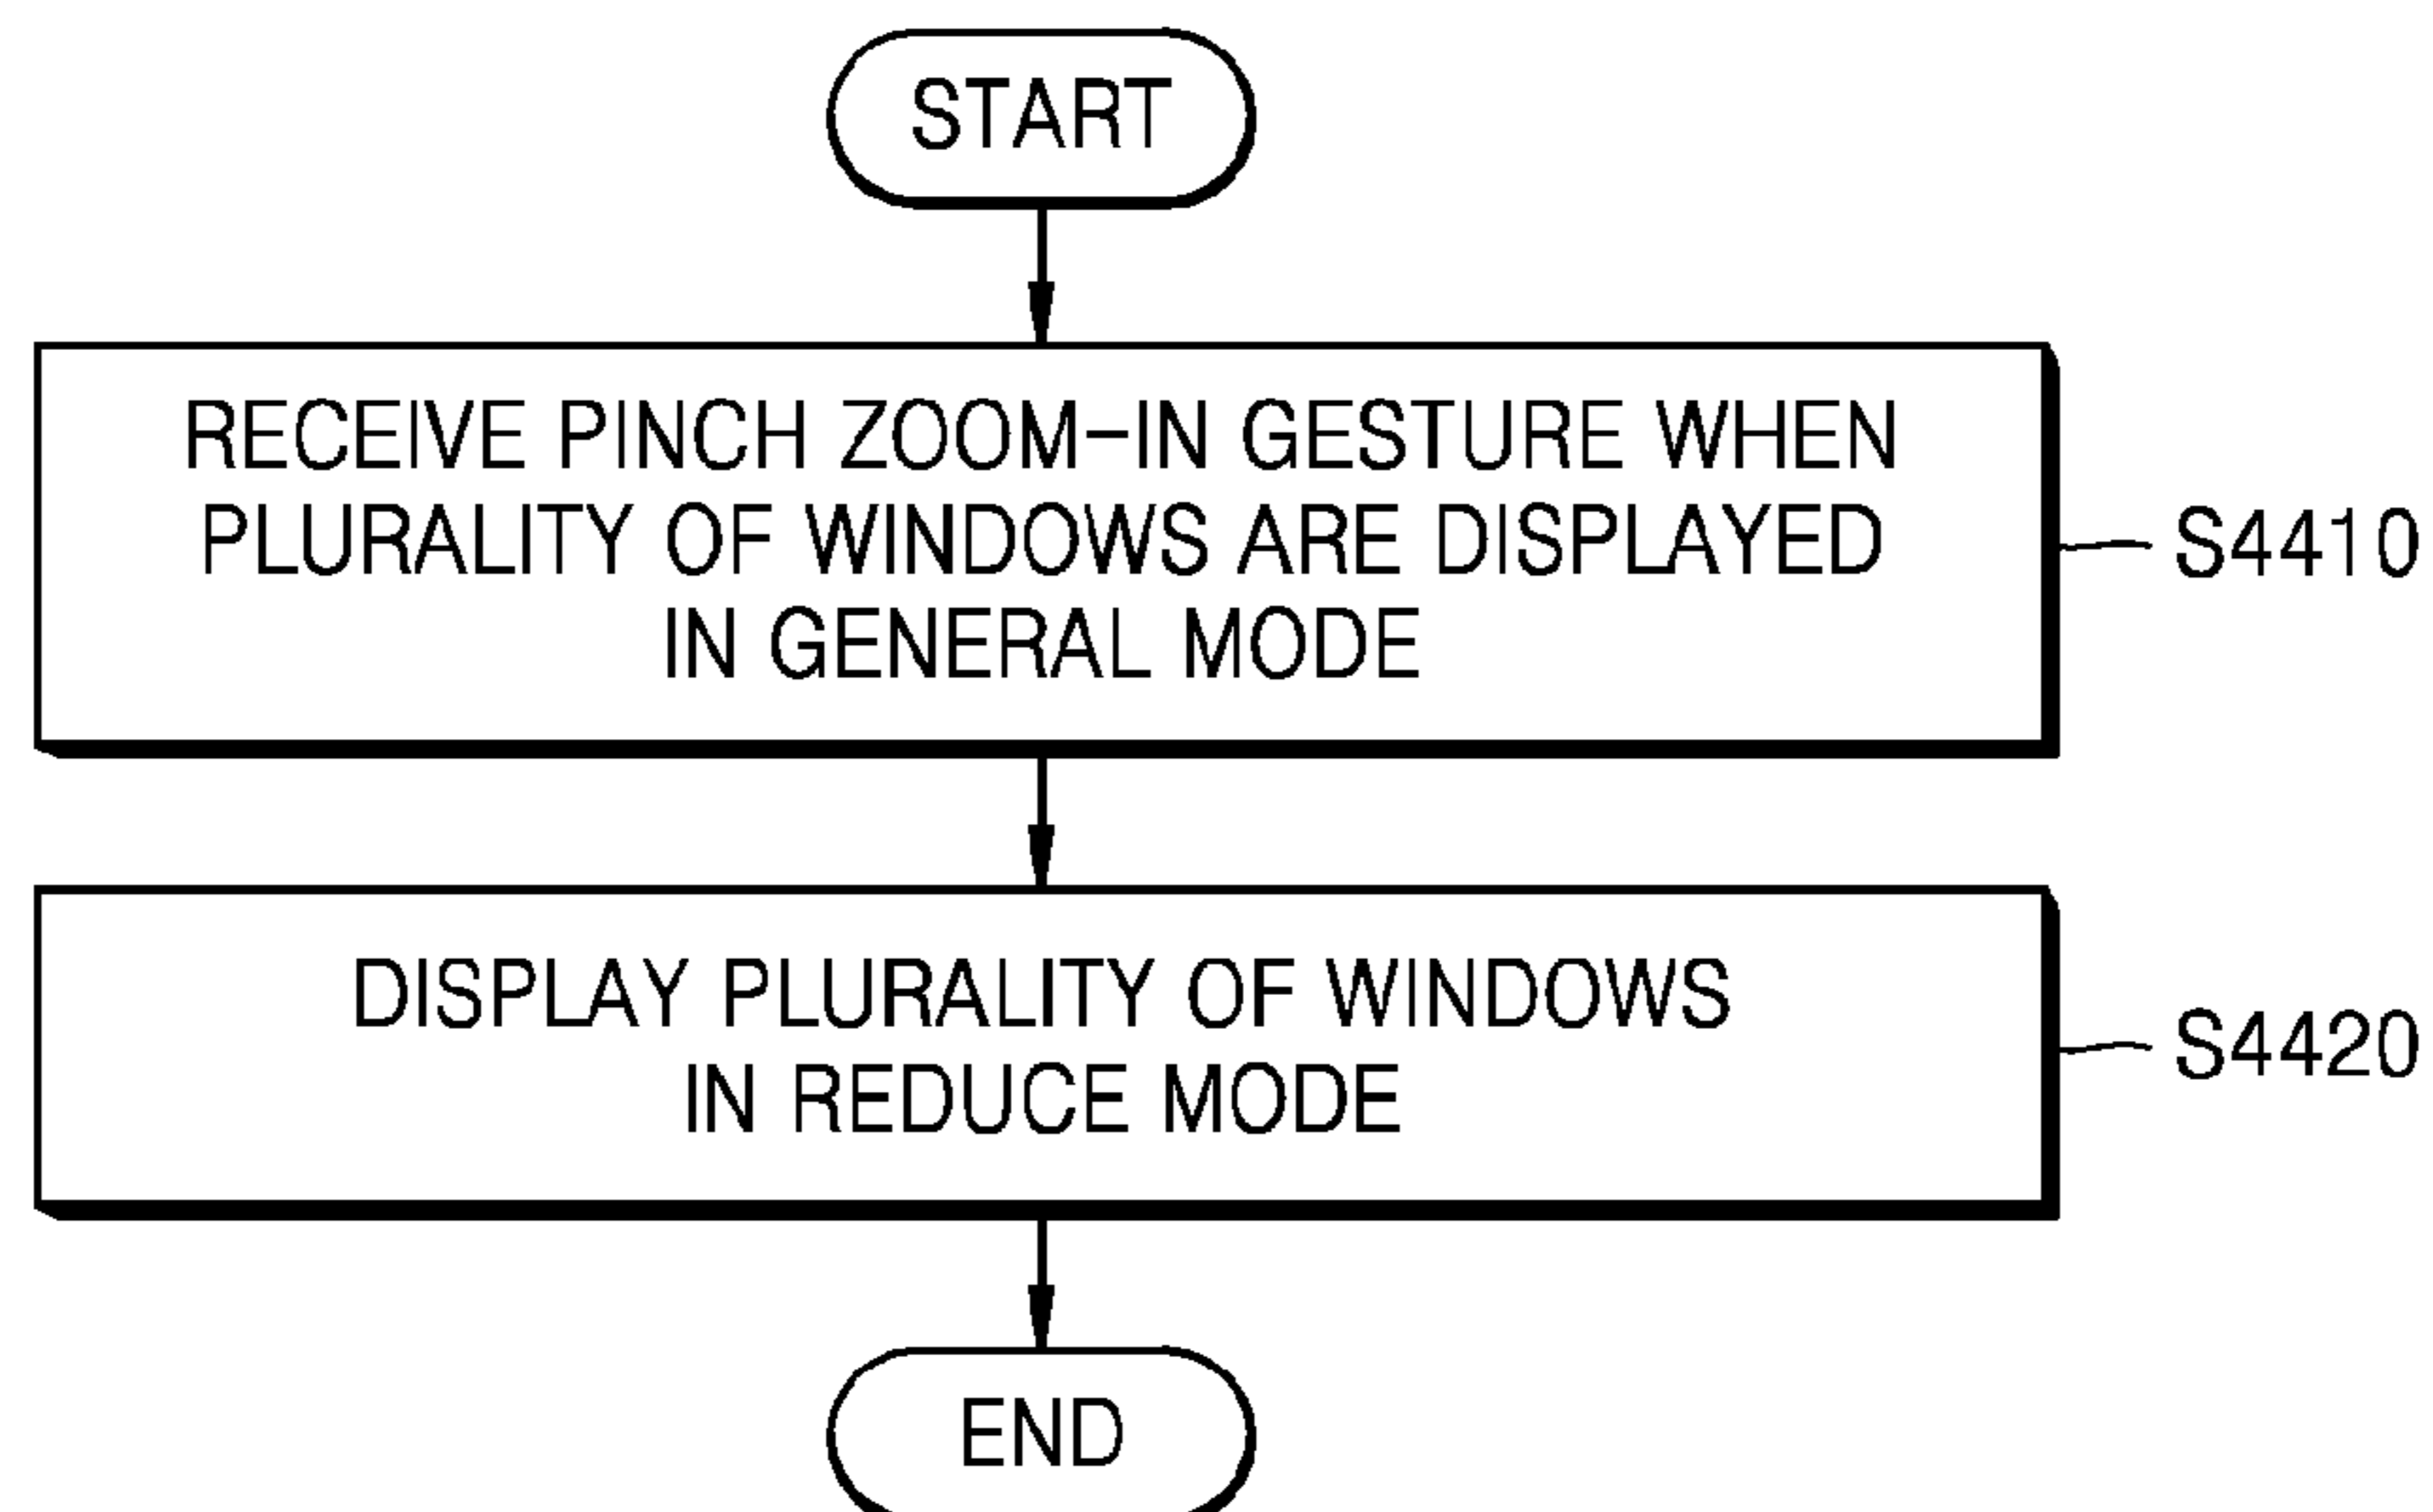 START
RECEIVE PINCH ZOOM-IN GESTURE WHEN
PLURALITY OF WINDOWS ARE DISPLAYED
IN GENERAL MODE
S4410
DISPLAY PLURALITY OF WINDOWS
IN REDUCE MODE
S4420
END